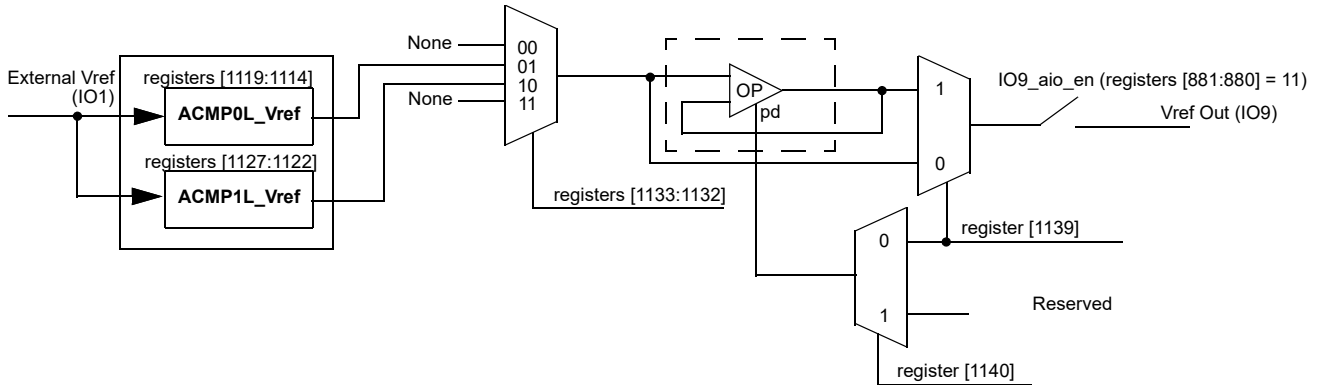 None
00
01
10
11
None
External Vref
(IO1)
registers [1119:1114]
ACMP0L_Vref
registers [1127:1122]
ACMP1L_Vref
registers [1133:1132]
OP
pd
1
0
IO9_aio_en (registers [881:880] = 11)
Vref Out (IO9)
0
1
register [1139]
Reserved
register [1140]